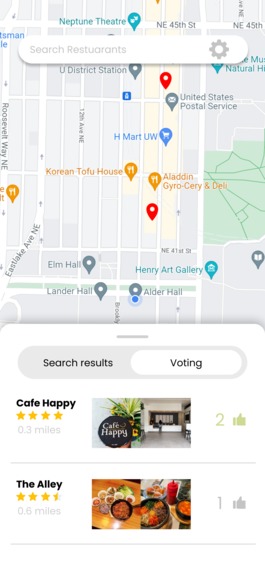 Neptune Theatre
NE 45th St
NE 45th St
tsman
le
Search Restuarants
the Mus
Natural Hi
U District Station
United States
Postal Service
Roosevelt Way NE
12th Ave NE
H Mart UW
Korean Tofu House
Aladdin
Gyro-Cery & Deli
Eastlake Ave NE
NE 41st St
Elm Hall
Henry Art Gallery
Lander Hall
Alder Hall
Brookly
Search results
Voting
Cafe Happy
0.3 miles
Cafe
Happy
2
The Alley
0.6 miles
1